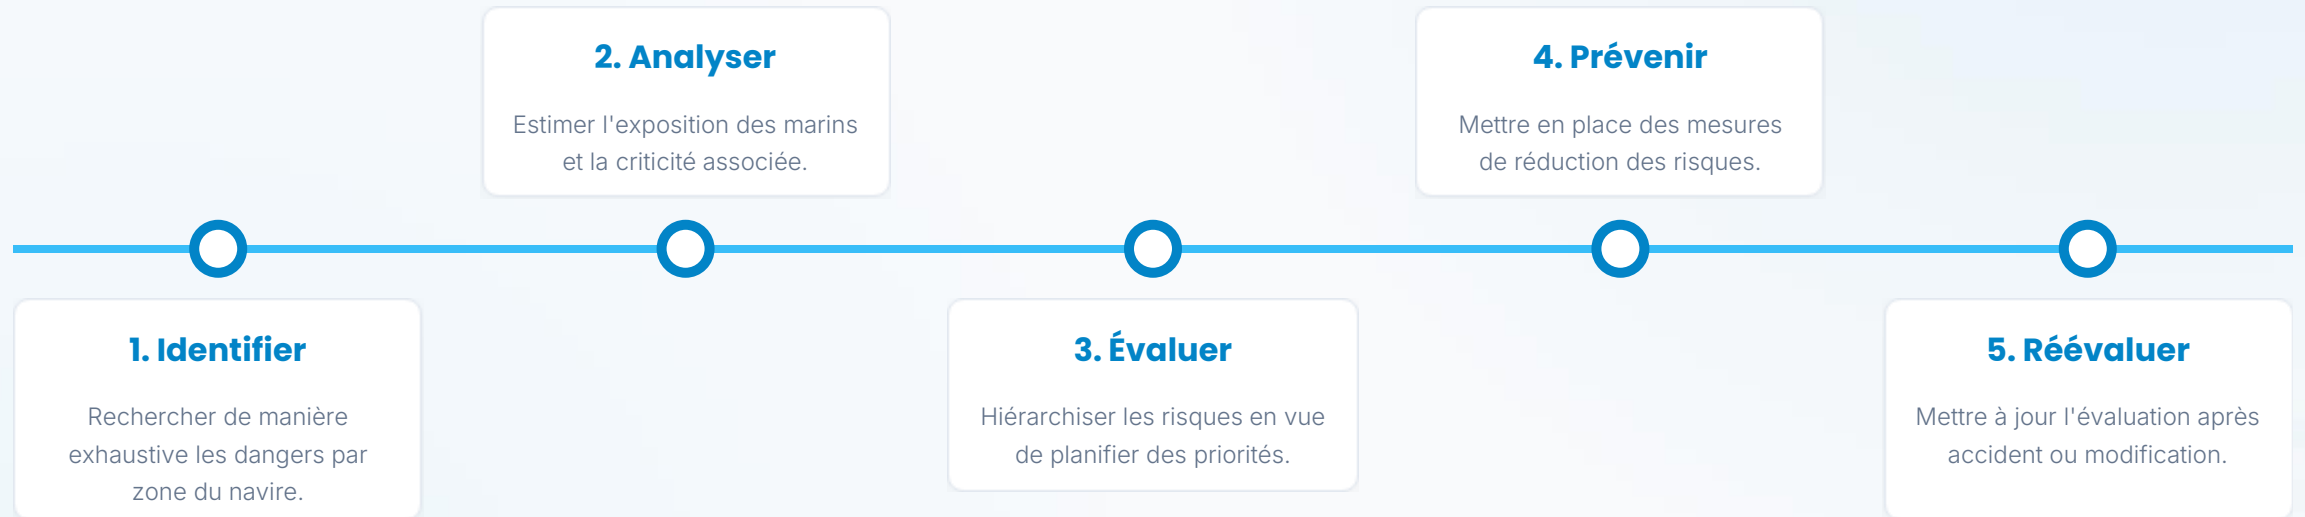 1. Identifier
Rechercher de manière
exhaustive les dangers par
zone du navire.
2. Analyser
Estimer l'exposition des marins
et la criticité associée.
3. Évaluer
Hiérarchiser les risques en vue
de planifier des priorités.
4. Prévenir
Mettre en place des mesures
de réduction des risques.
5. Réévaluer
Mettre à jour l'évaluation après
accident ou modification.